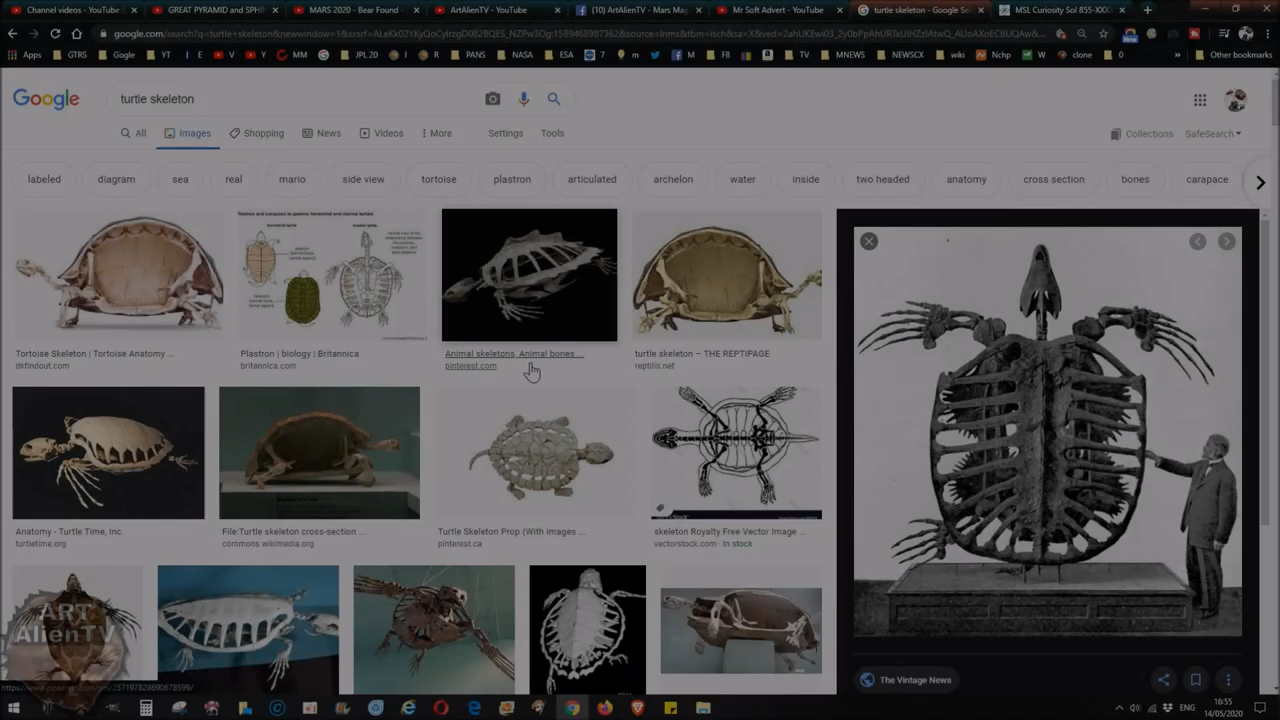 Channel videos - YouTube S
GREAT PYRAMID and SPHI
MARS 2020 - Bear Found -
ArtAlienTV - YouTube
(10) ArtAlienTV - Mars Mag
Mr Soft Advert - YouTube
turtle skeleton - Google Se
MSL Curiosity Sol 855-XXX
Apps GTRS Gogle YT E V Y MM JPL 20 I R PANS NASA ESA 7 m F M FB TV MNEWS NEWSCX wiki Nchp W clone 0 Other bookmarks
Google
turtle skeleton
All Images Shopping News Videos More Settings Tools Collections SafeSearch
labeled diagram sea real mario side view tortoise plastron articulated archelon water inside two headed anatomy cross section bones carapace
Tortoise Skeleton | Tortoise Anatomy ...
dkfindout.com
Plastron | biology | Britannica
britannica.com
Animal skeletons, Animal bones ...
pinterest.com
turtle skeleton – THE REPTIPAGE
reptilis.net
Anatomy - Turtle Time, Inc.
turtletime.org
File:Turtle skeleton cross-section ...
commons.wikimedia.org
Turtle Skeleton Prop (With images ...
pinterest.ca
skeleton Royalty Free Vector Image ...
vectorstock.com · In stock
ART
AlienTV
The Vintage News
ENG
16:55
14/05/2020